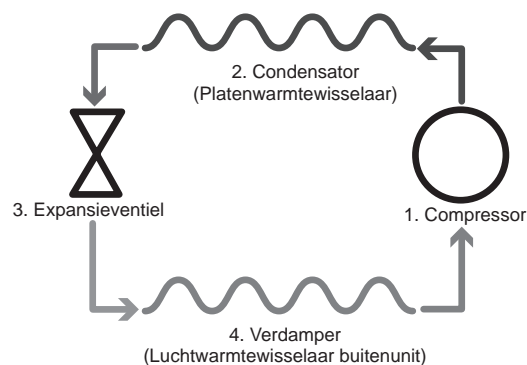 2. Condensator
(Platenwarmtewisselaar)
3. Expansieventiel
1. Compressor
4. Verdamper
(Luchtwarmtewisselaar buitenunit)